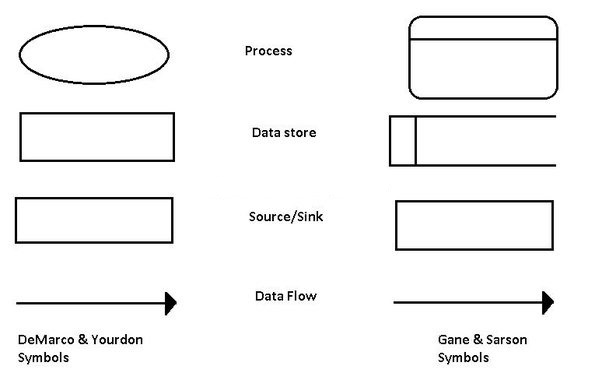 Process
Data store
Source/Sink
Data Flow
DeMarco & Yourdon
Symbols
Gane & Sarson
Symbols